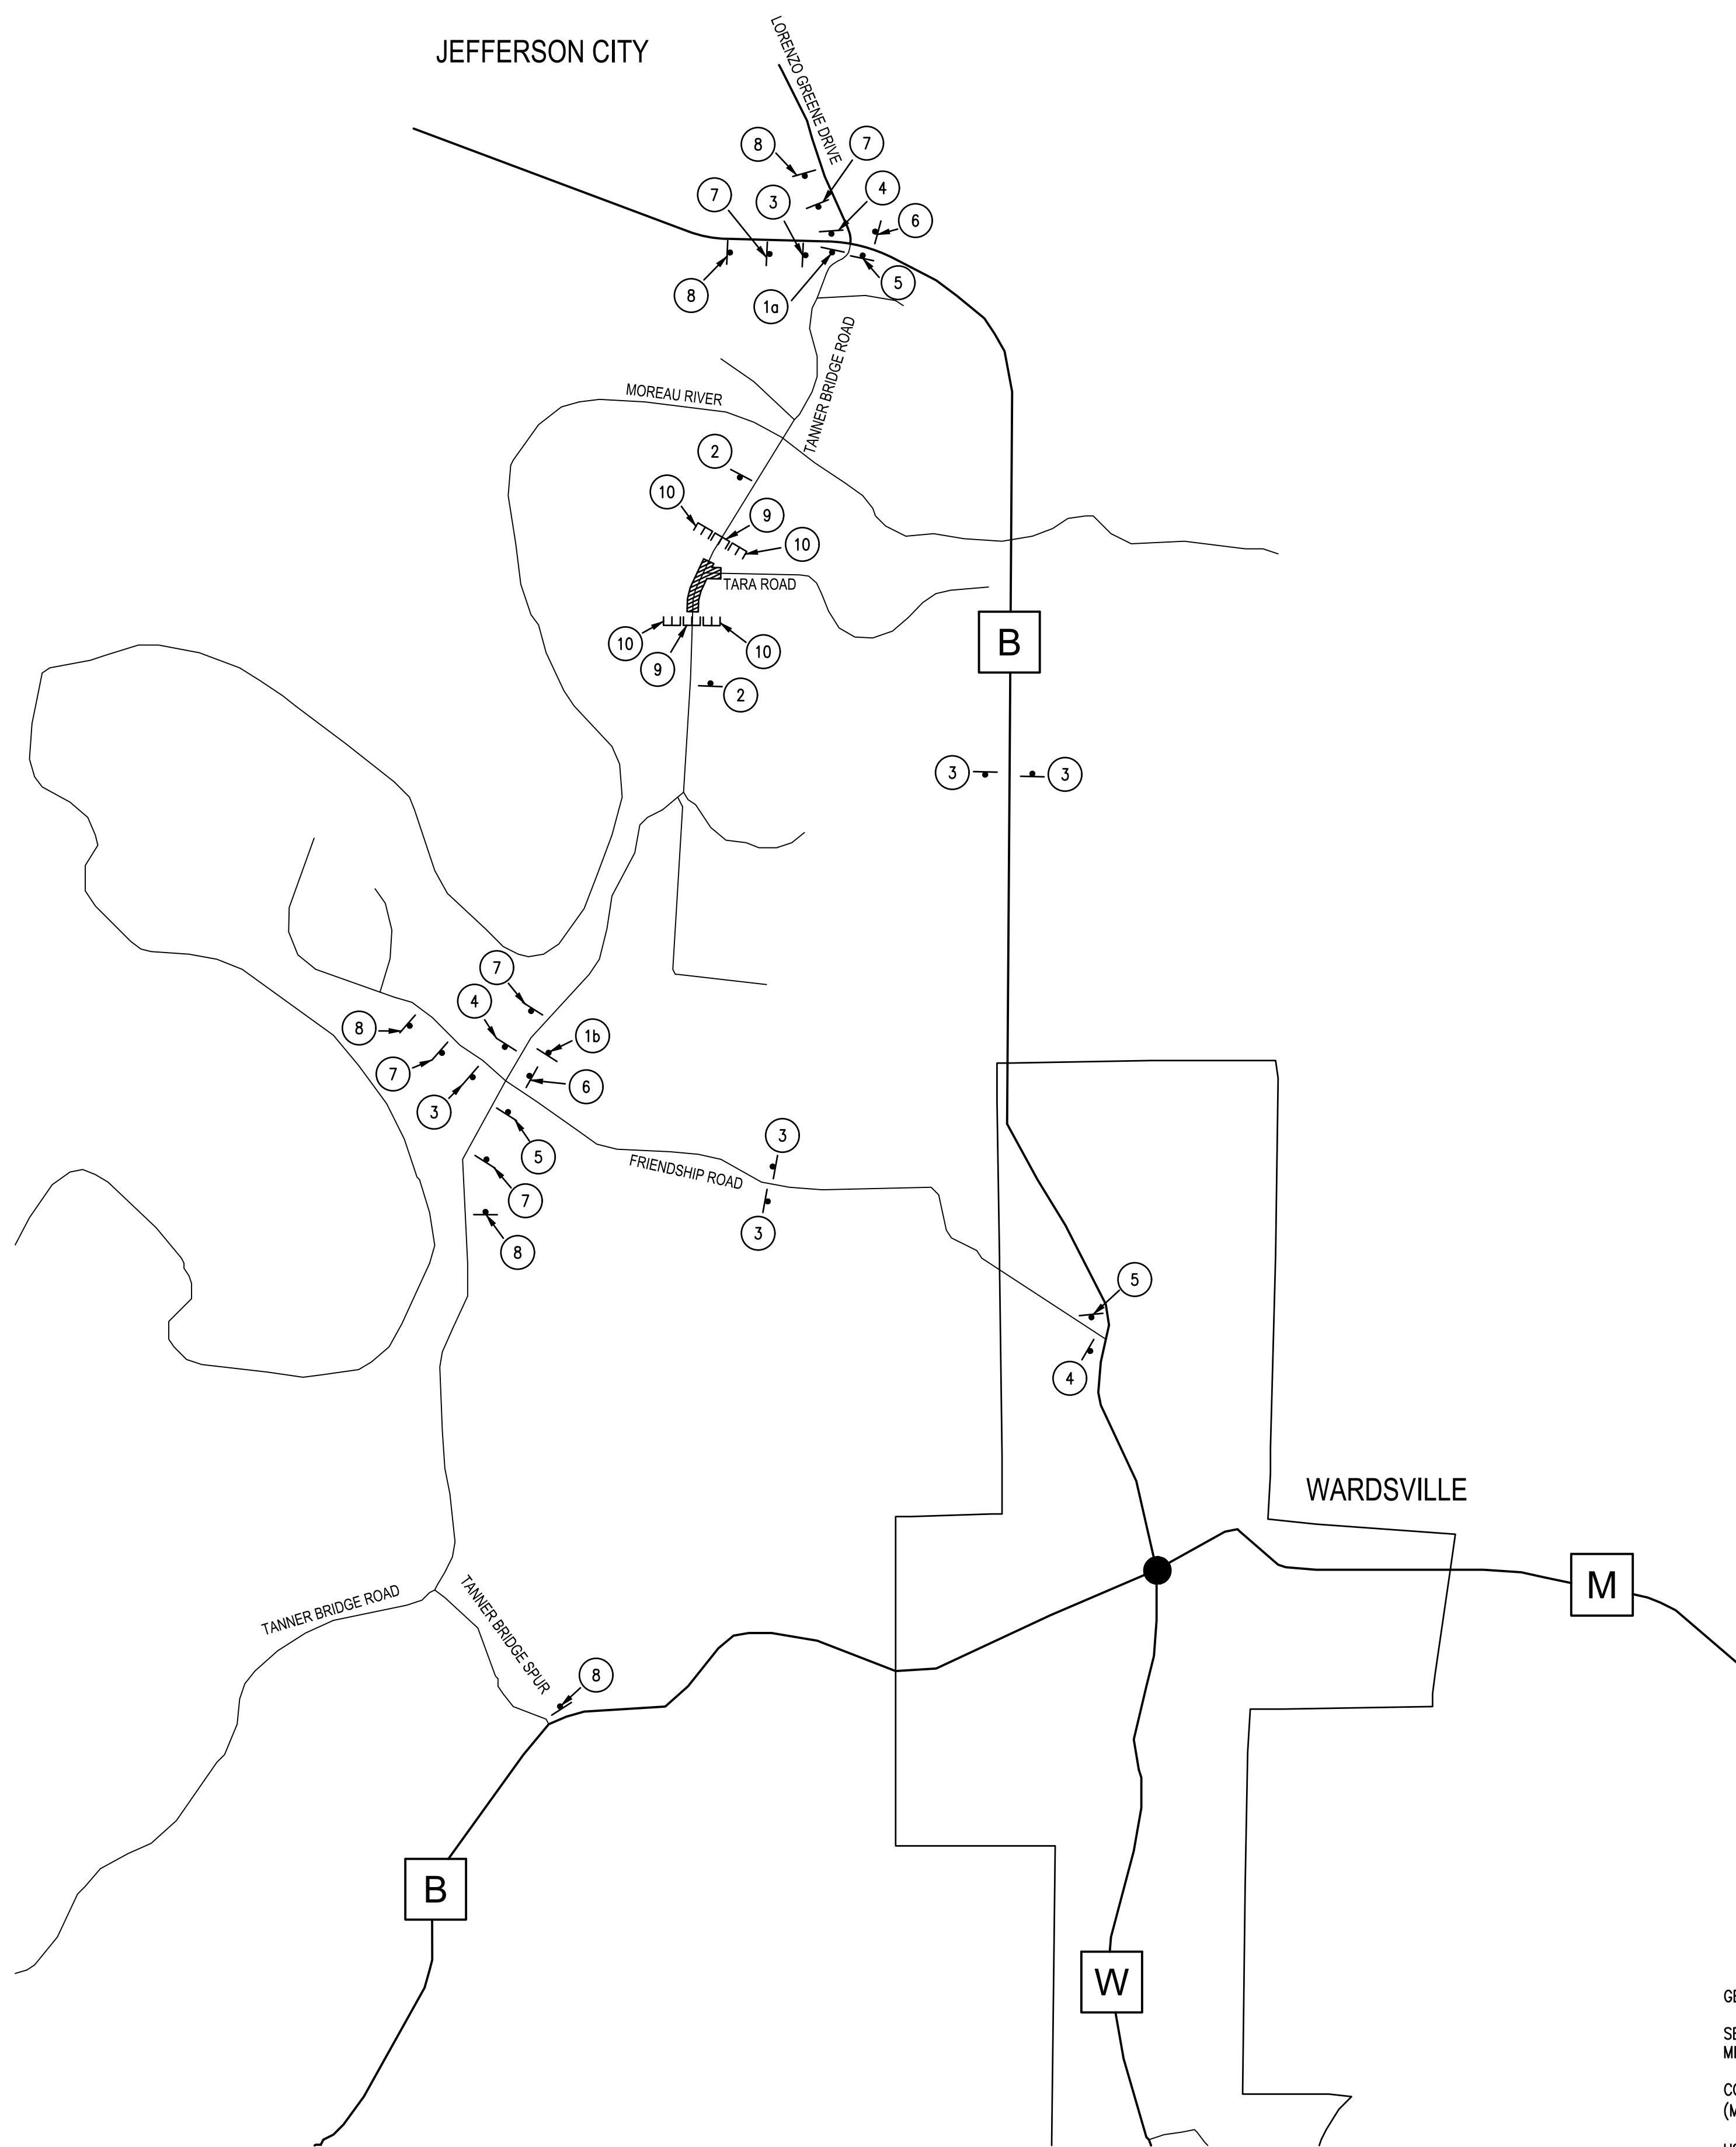 JEFFERSON CITY
LORENZO GREENE DRIVE
8
7
7
3
4
6
8
1a
5
TANNER BRIDGE ROAD
MOREAU RIVER
2
10
9
10
TARA ROAD
10
9
10
2
B
3
3
7
4
1b
8
7
6
3
5
7
8
3
FRIENDSHIP ROAD
3
5
4
WARDSVILLE
M
TANNER BRIDGE ROAD
TANNER BRIDGE SPUR
8
B
W